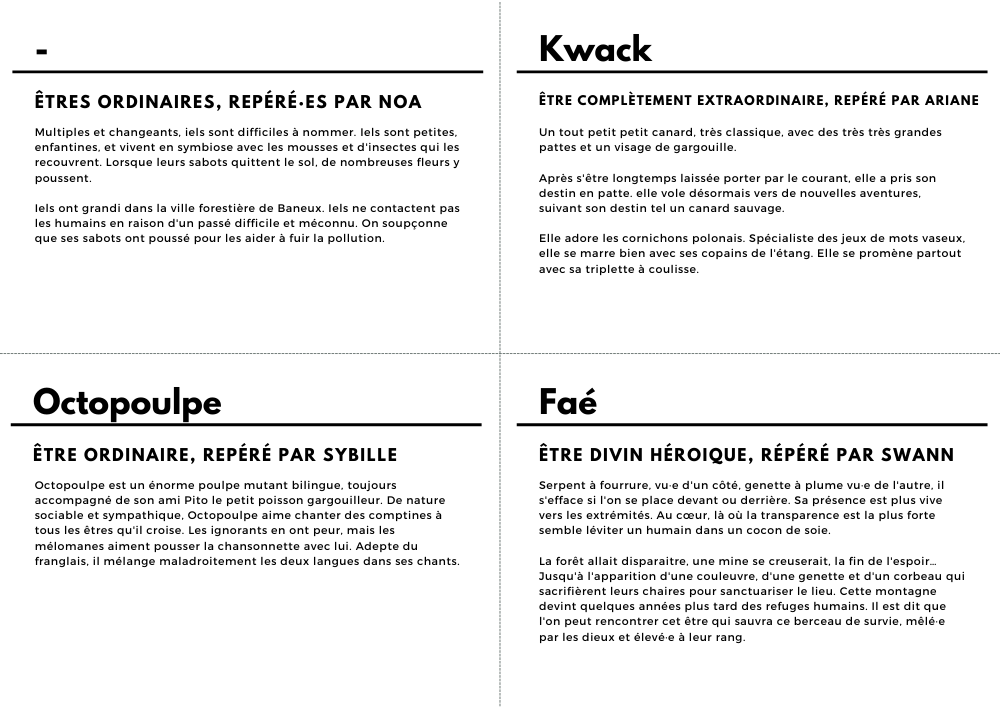 -
ÊTRES ORDINAIRES, REPÉRÉ·ES PAR NOA
Multiples et changeants, iels sont difficiles à nommer. Iels sont petites,
enfantines, et vivent en symbiose avec les mousses et d'insectes qui les
recouvrent. Lorsque leurs sabots quittent le sol, de nombreuses fleurs y
poussent.
Iels ont grandi dans la ville forestière de Baneux. Iels ne contactent pas
les humains en raison d'un passé difficile et méconnu. On soupçonne
que ses sabots ont poussé pour les aider à fuir la pollution.
Kwack
ÊTRE COMPLÈTEMENT EXTRAORDINAIRE, REPÉRÉ PAR ARIANE
Un tout petit petit canard, très classique, avec des très très grandes
pattes et un visage de gargouille.
Après s'être longtemps laissée porter par le courant, elle a pris son
destin en patte. elle vole désormais vers de nouvelles aventures,
suivant son destin tel un canard sauvage.
Elle adore les cornichons polonais. Spécialiste des jeux de mots vaseux,
elle se marre bien avec ses copains de l'étang. Elle se promène partout
avec sa triplette à coulisse.
Octopoulpe
ÊTRE ORDINAIRE, REPÉRÉ PAR SYBILLE
Octopoulpe est un énorme poulpe mutant bilingue, toujours
accompagné de son ami Pito le petit poisson gargouilleur. De nature
sociable et sympathique, Octopoulpe aime chanter des comptines à
tous les êtres qu'il croise. Les ignorants en ont peur, mais les
mélomanes aiment pousser la chansonnette avec lui. Adepte du
franglais, il mélange maladroitement les deux langues dans ses chants.
Faé
ÊTRE DIVIN HÉROIQUE, RÉPÉRÉ PAR SWANN
Serpent à fourrure, vu·e d'un côté, genette à plume vu·e de l'autre, il
s'efface si l'on se place devant ou derrière. Sa présence est plus vive
vers les extrémités. Au cœur, là où la transparence est la plus forte
semble léviter un humain dans un cocon de soie.
La forêt allait disparaitre, une mine se creuserait, la fin de l'espoir...
Jusqu'à l'apparition d'une couleuvre, d'une genette et d'un corbeau qui
sacrifièrent leurs chaires pour sanctuariser le lieu. Cette montagne
devint quelques années plus tard des refuges humains. Il est dit que
l'on peut rencontrer cet être qui sauvra ce berceau de survie, mêlé·e
par les dieux et élevé·e à leur rang.